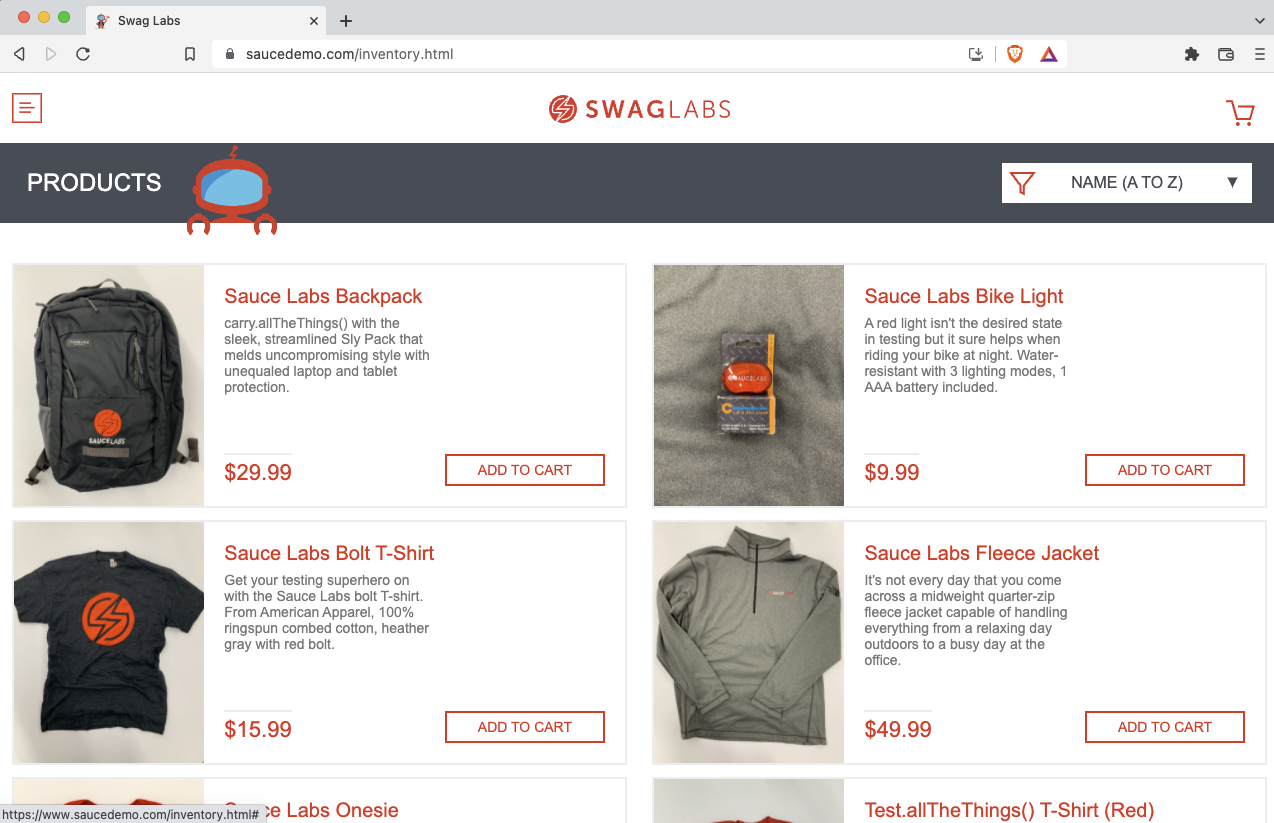 Swag Labs
saucedemo.com/inventory.html
SWAGLABS
PRODUCTS
NAME (A TO Z)
Sauce Labs Backpack
carry.allTheThings() with the
sleek, streamlined Sly Pack that
melds uncompromising style with
unequaled laptop and tablet
protection.
$29.99
ADD TO CART
SAUCELABS
Sauce Labs Bike Light
A red light isn't the desired state
in testing but it sure helps when
riding your bike at night. Water-
resistant with 3 lighting modes, 1
AAA battery included.
$9.99
ADD TO CART
SAUCELABS
Sauce Labs Bolt T-Shirt
Get your testing superhero on
with the Sauce Labs bolt T-shirt.
From American Apparel, 100%
ringspun combed cotton, heather
gray with red bolt.
$15.99
ADD TO CART
Sauce Labs Fleece Jacket
It's not every day that you come
across a midweight quarter-zip
fleece jacket capable of handling
everything from a relaxing day
outdoors to a busy day at the
office.
$49.99
ADD TO CART
ce Labs Onesie
Test.allTheThings() T-Shirt (Red)
https://www.saucedemo.com/inventory.html#